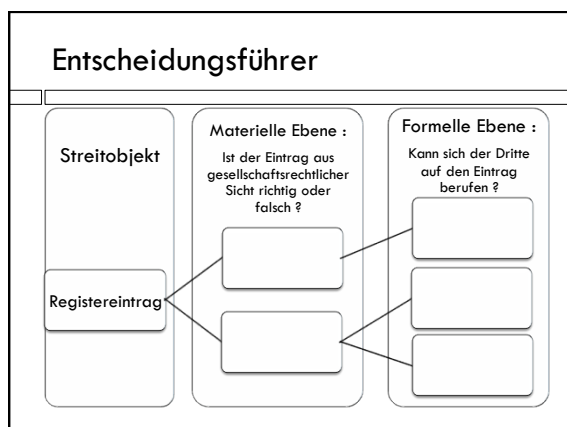 Entscheidungsführer
Streitobjekt
Registereintrag
Materielle Ebene :
Ist der Eintrag aus
gesellschaftsrechtlicher
Sicht richtig oder
falsch ?
Formelle Ebene :
Kann sich der Dritte
auf den Eintrag
berufen ?